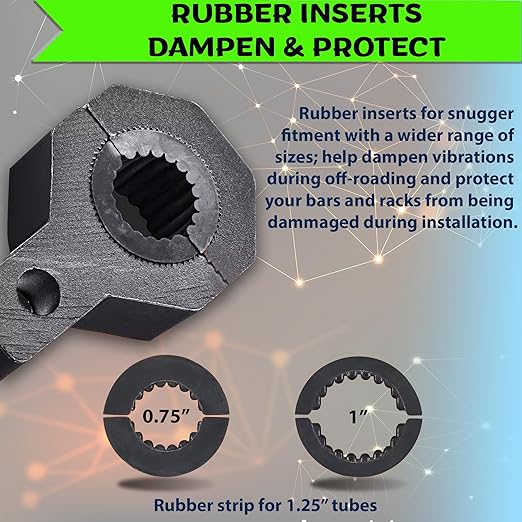 RUBBER INSERTS
DAMPEN & PROTECT
Rubber inserts for snugger
fitment with a wider range of
sizes; help dampen vibrations
during off-roading and protect
your bars and racks from being
dammaged during installation.
0.75”
1”
Rubber strip for 1.25” tubes